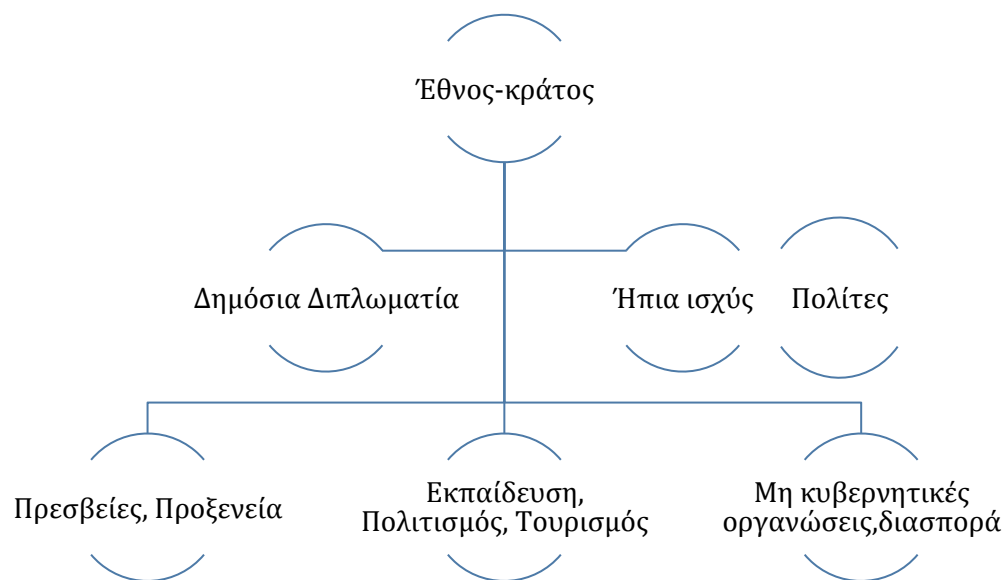 Έθνος-κράτος
Δημόσια Διπλωματία
Ήπια ισχύς
Πολίτες
Πρεσβείες, Προξενεία
Εκπαίδευση,
Πολιτισμός, Τουρισμός
Μη κυβερνητικές
οργανώσεις,διασπορά